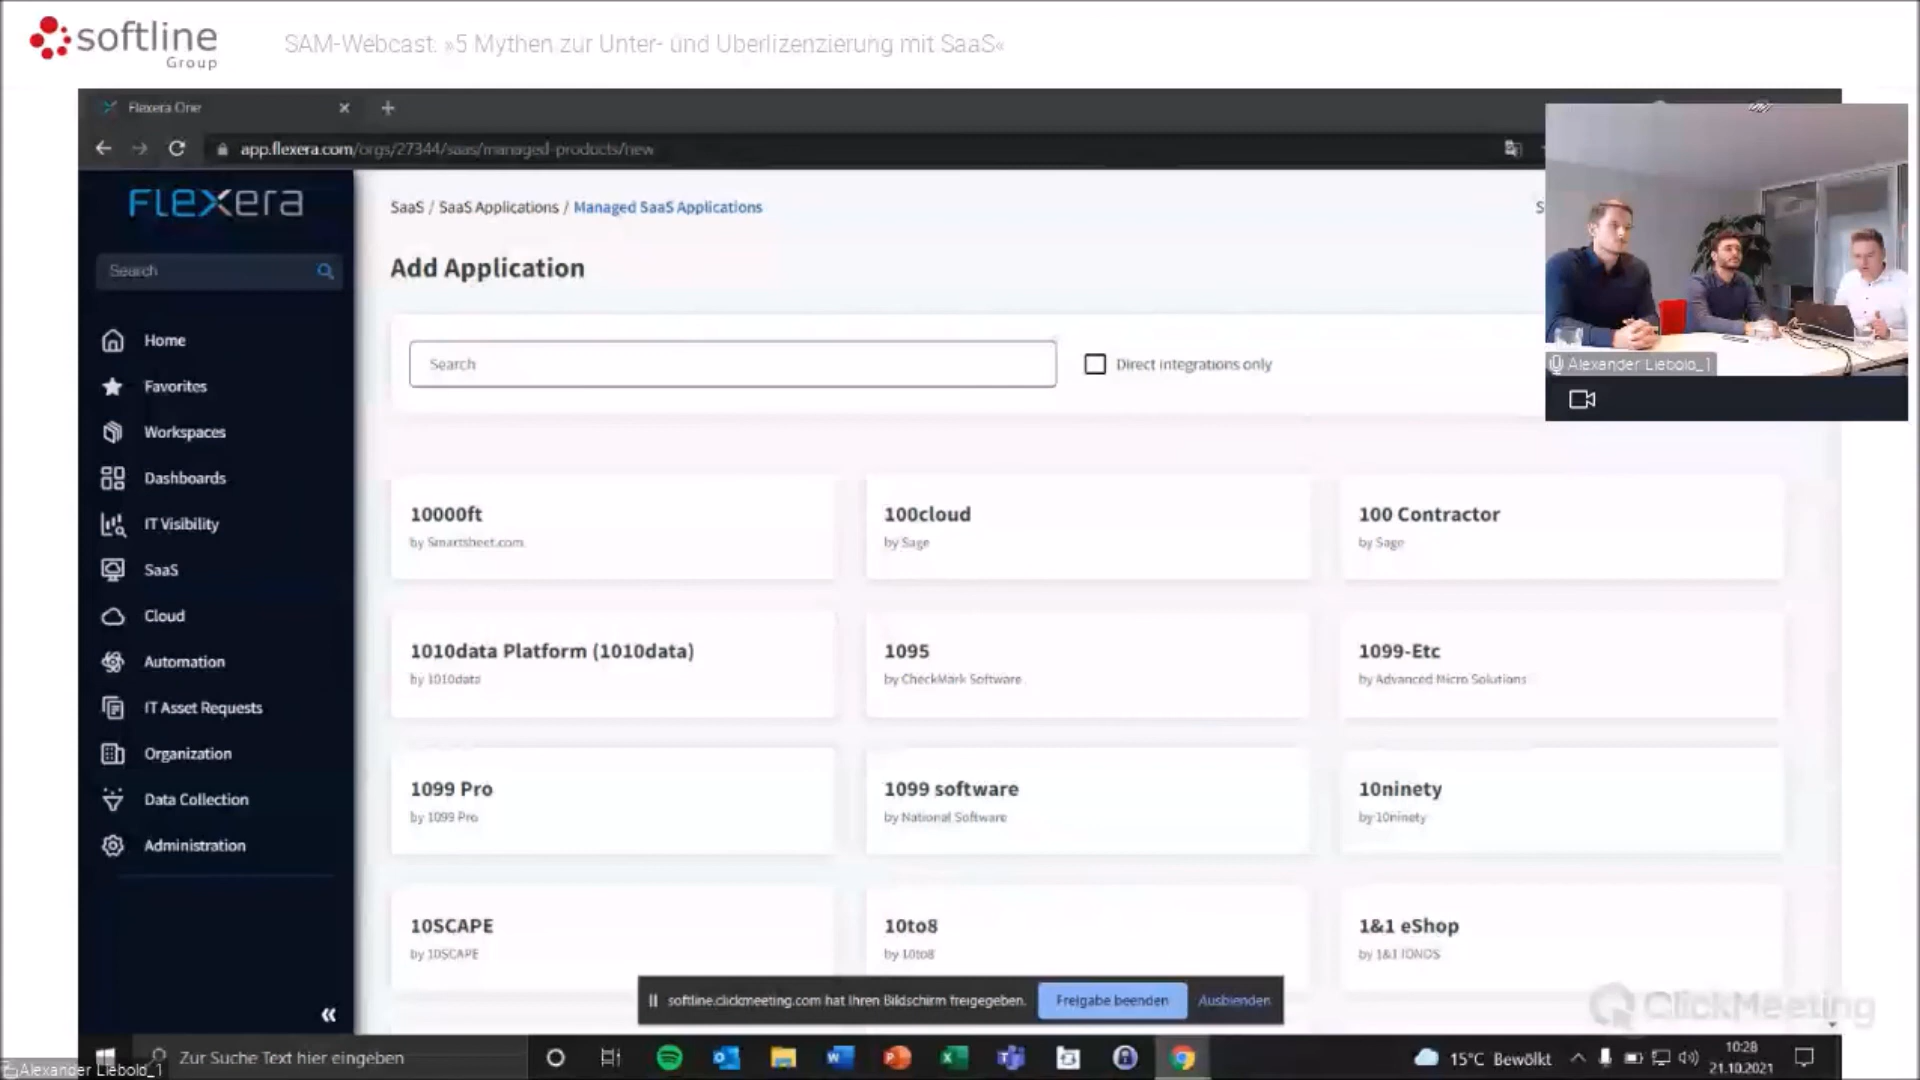 softline
Group
SAM-Webcast: »5 Mythen zur Unter- und Überlizenzierung mit SaaS«
Flexera One
app.flexera.com/orgs/27344/saas/managed-products/new
FLEXERA
Search
Home
Favorites
Workspaces
Dashboards
IT Visibility
SaaS
Cloud
Automation
IT Asset Requests
Organization
Data Collection
Administration
SaaS / SaaS Applications / Managed SaaS Applications
Add Application
Search
Direct integrations only
10000ft
by Smartsheet.com
100cloud
by Sage
100 Contractor
by Sage
1010data Platform (1010data)
by 1010data
1095
by CheckMark Software
1099-Etc
by Advanced Micro Solutions
1099 Pro
by 1099 Pro
1099 software
by National Software
10ninety
by 10ninety
10SCAPE
by 10SCAPE
10to8
by 10to8
1&1 eShop
by 1&1 IONOS
Alexander Liebold_1
softline.clickmeeting.com hat Ihren Bildschirm freigegeben.
Freigabe beenden
Ausblenden
ClickMeeting
Zur Suche Text hier eingeben
15°C Bewölkt
10:28
21.10.2021
Alexander Liebold_1